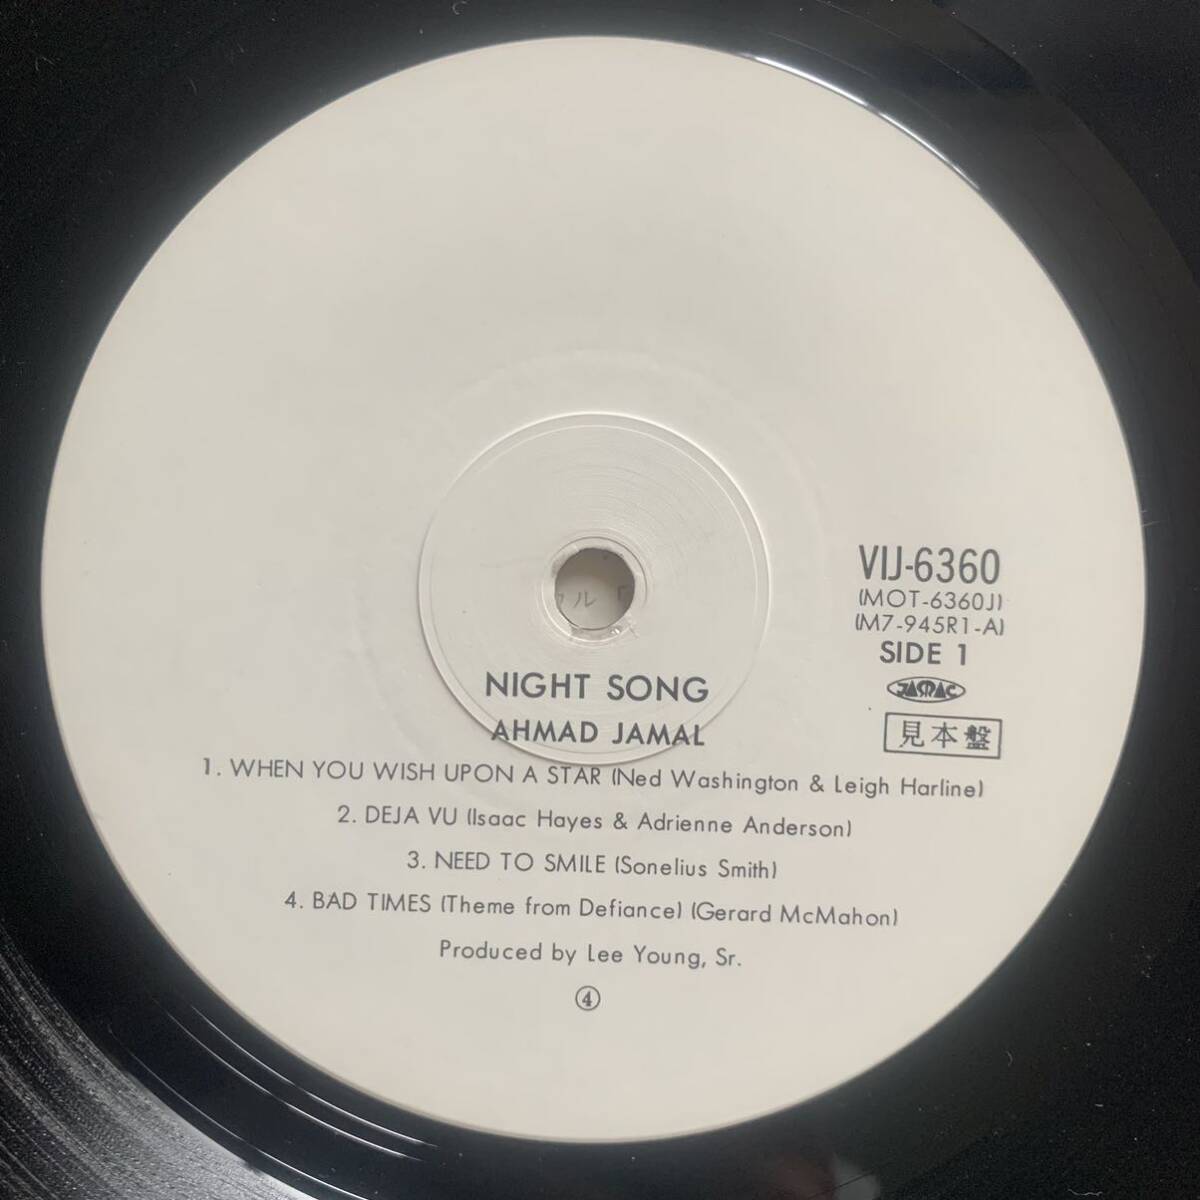 VIJ-6360
(MOT-6360J)
(M7-945R1-A)
SIDE 1
JASRAC
見本盤
ル
NIGHT SONG
AHMAD JAMAL
1. WHEN YOU WISH UPON A STAR (Ned Washington & Leigh Harline)
2. DEJA VU (Isaac Hayes & Adrienne Anderson)
3. NEED TO SMILE (Sonelius Smith)
4. BAD TIMES (Theme from Defiance) (Gerard McMahon)
Produced by Lee Young, Sr.
④